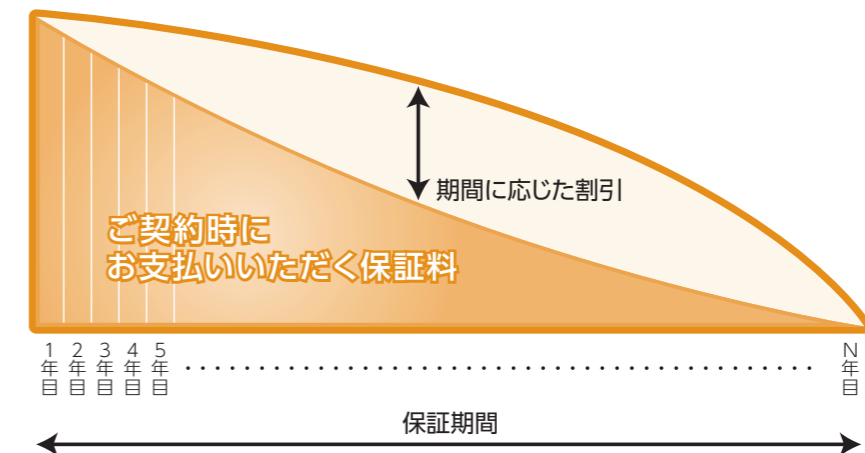 期間に応じた割引
ご契約時に
お支払いいただく保証料
1年目
2年目
3年目
4年目
5年目
N年目
保証期間